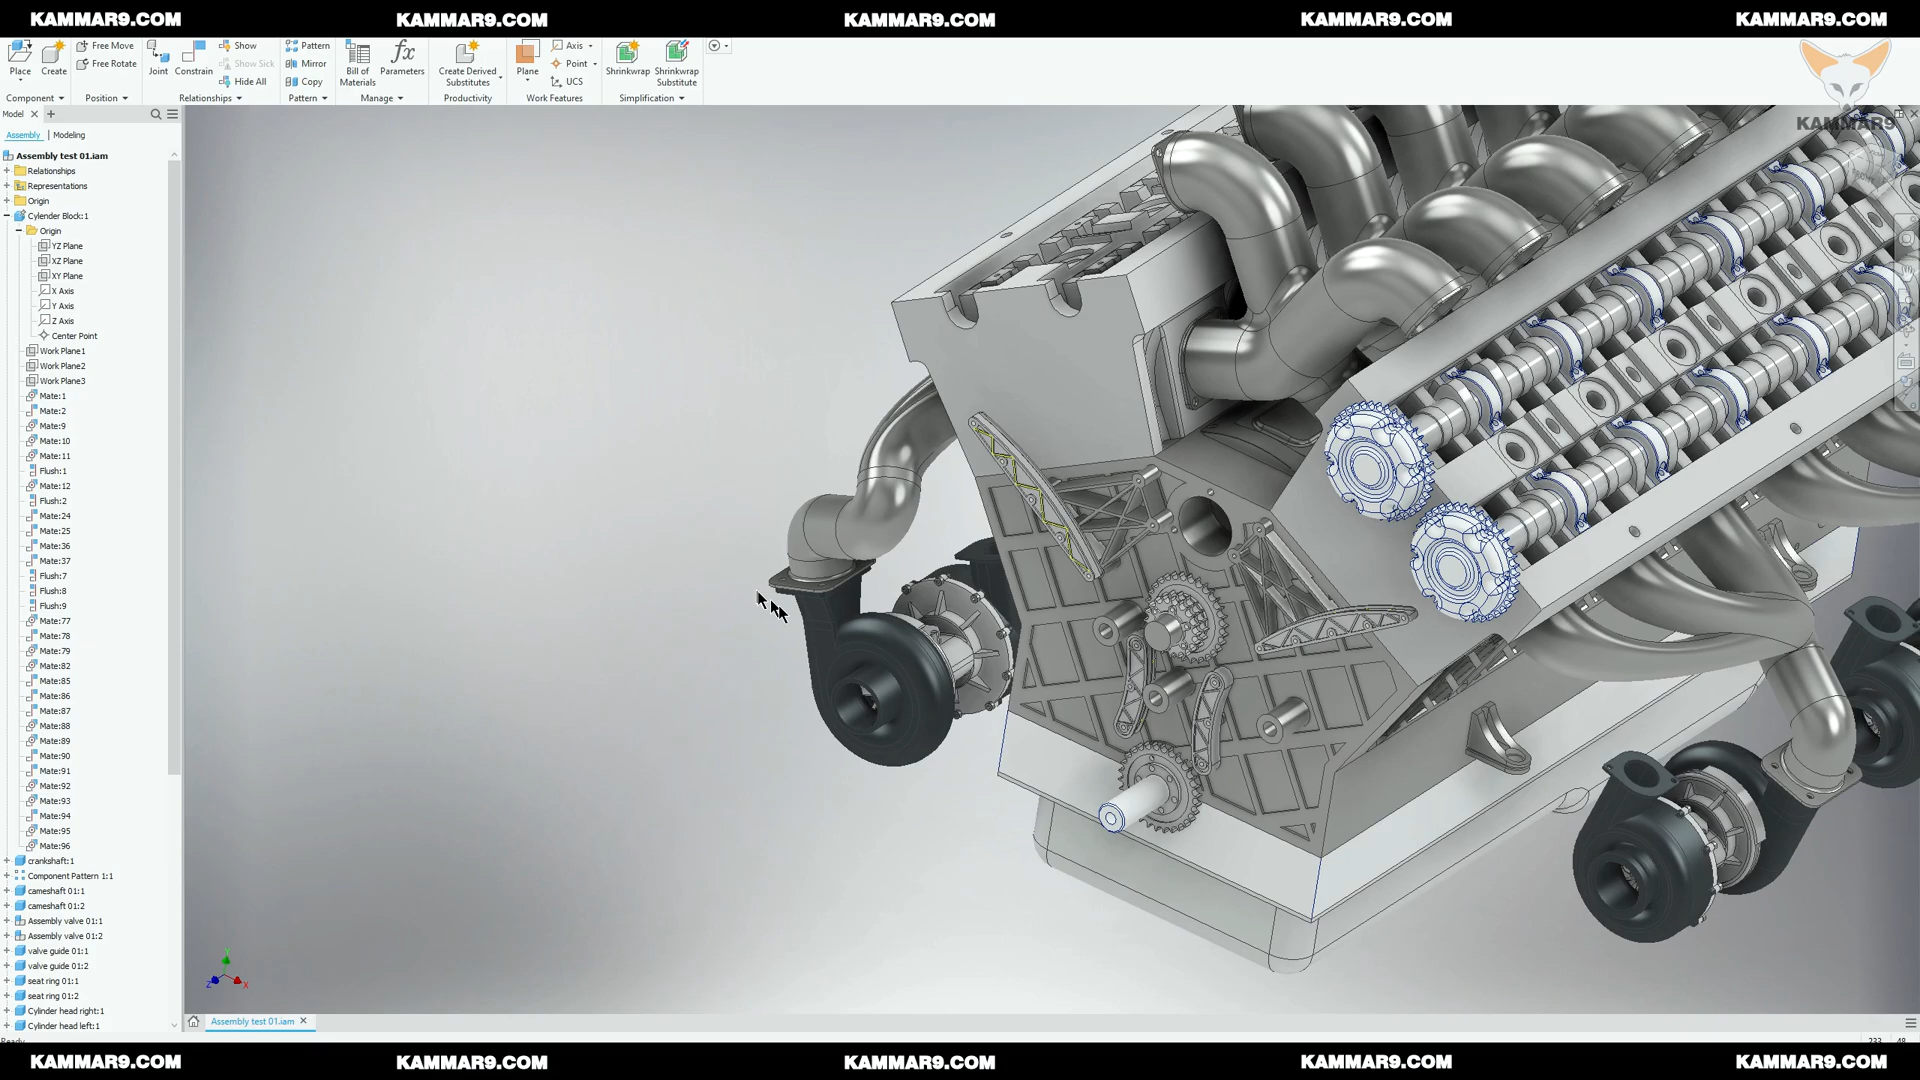 KAMMAR9.COM KAMMAR9.COM KAMMAR9.COM KAMMAR9.COM KAMMAR9.COM
Place Create Free Move Free Rotate Joint Constrain Show Show Sick Hide All Pattern Mirror Copy Bill of Materials fx Parameters Create Derived Substitutes Plane Axis Point UCS Shrinkwrap Shrinkwrap Substitute
Component Position Relationships Pattern Manage Productivity Work Features Simplification
KAMMAR9
Model
Assembly | Modeling
Assembly test 01.iam
Relationships
Representations
Origin
Cylender Block:1
Origin
YZ Plane
XZ Plane
XY Plane
X Axis
Y Axis
Z Axis
Center Point
Work Plane1
Work Plane2
Work Plane3
Mate:1
Mate:2
Mate:9
Mate:10
Mate:11
Flush:1
Mate:12
Flush:2
Mate:24
Mate:25
Mate:36
Mate:37
Flush:7
Flush:8
Flush:9
Mate:77
Mate:78
Mate:79
Mate:82
Mate:85
Mate:86
Mate:87
Mate:88
Mate:89
Mate:90
Mate:91
Mate:92
Mate:93
Mate:94
Mate:95
Mate:96
crankshaft:1
Component Pattern 1:1
cameshaft 01:1
cameshaft 01:2
Assembly valve 01:1
Assembly valve 01:2
valve guide 01:1
valve guide 01:2
seat ring 01:1
seat ring 01:2
Cylinder head right:1
Cylinder head left:1
Y
Z X
Assembly test 01.iam
Ready 233 48
KAMMAR9.COM KAMMAR9.COM KAMMAR9.COM KAMMAR9.COM KAMMAR9.COM